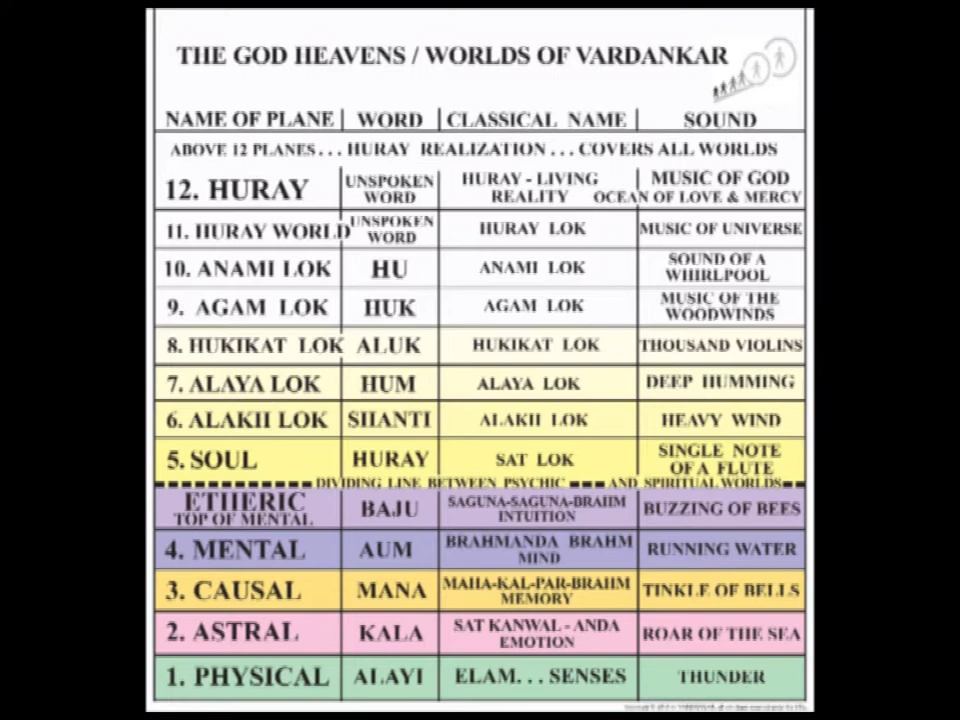 THE GOD HEAVENS / WORLDS OF VARDANKAR
NAME OF PLANE | WORD | CLASSICAL NAME | SOUND
ABOVE 12 PLANES . . . HURAY REALIZATION . . . COVERS ALL WORLDS
12. HURAY UNSPOKEN WORD HURAY - LIVING REALITY MUSIC OF GOD OCEAN OF LOVE & MERCY
11. HURAY WORLD UNSPOKEN WORD HURAY LOK MUSIC OF UNIVERSE
10. ANAMI LOK HU ANAMI LOK SOUND OF A WHIRLPOOL
9. AGAM LOK HUK AGAM LOK MUSIC OF THE WOODWINDS
8. HUKIKAT LOK ALUK HUKIKAT LOK THOUSAND VIOLINS
7. ALAYA LOK HUM ALAYA LOK DEEP HUMMING
6. ALAKH LOK SHANTI ALAKH LOK HEAVY WIND
5. SOUL HURAY SAT LOK SINGLE NOTE OF A FLUTE
DIVIDING LINE BETWEEN PSYCHIC AND SPIRITUAL WORLDS
ETHERIC TOP OF MENTAL BAJU SAGUNA-SAGUNA-BRAHM INTUITION BUZZING OF BEES
4. MENTAL AUM BRAHMANDA BRAHM MIND RUNNING WATER
3. CAUSAL MANA MAHA-KAL-PAR-BRAHM MEMORY TINKLE OF BELLS
2. ASTRAL KALA SAT KANWAL - ANDA EMOTION ROAR OF THE SEA
1. PHYSICAL ALAYI ELAM. . . SENSES THUNDER